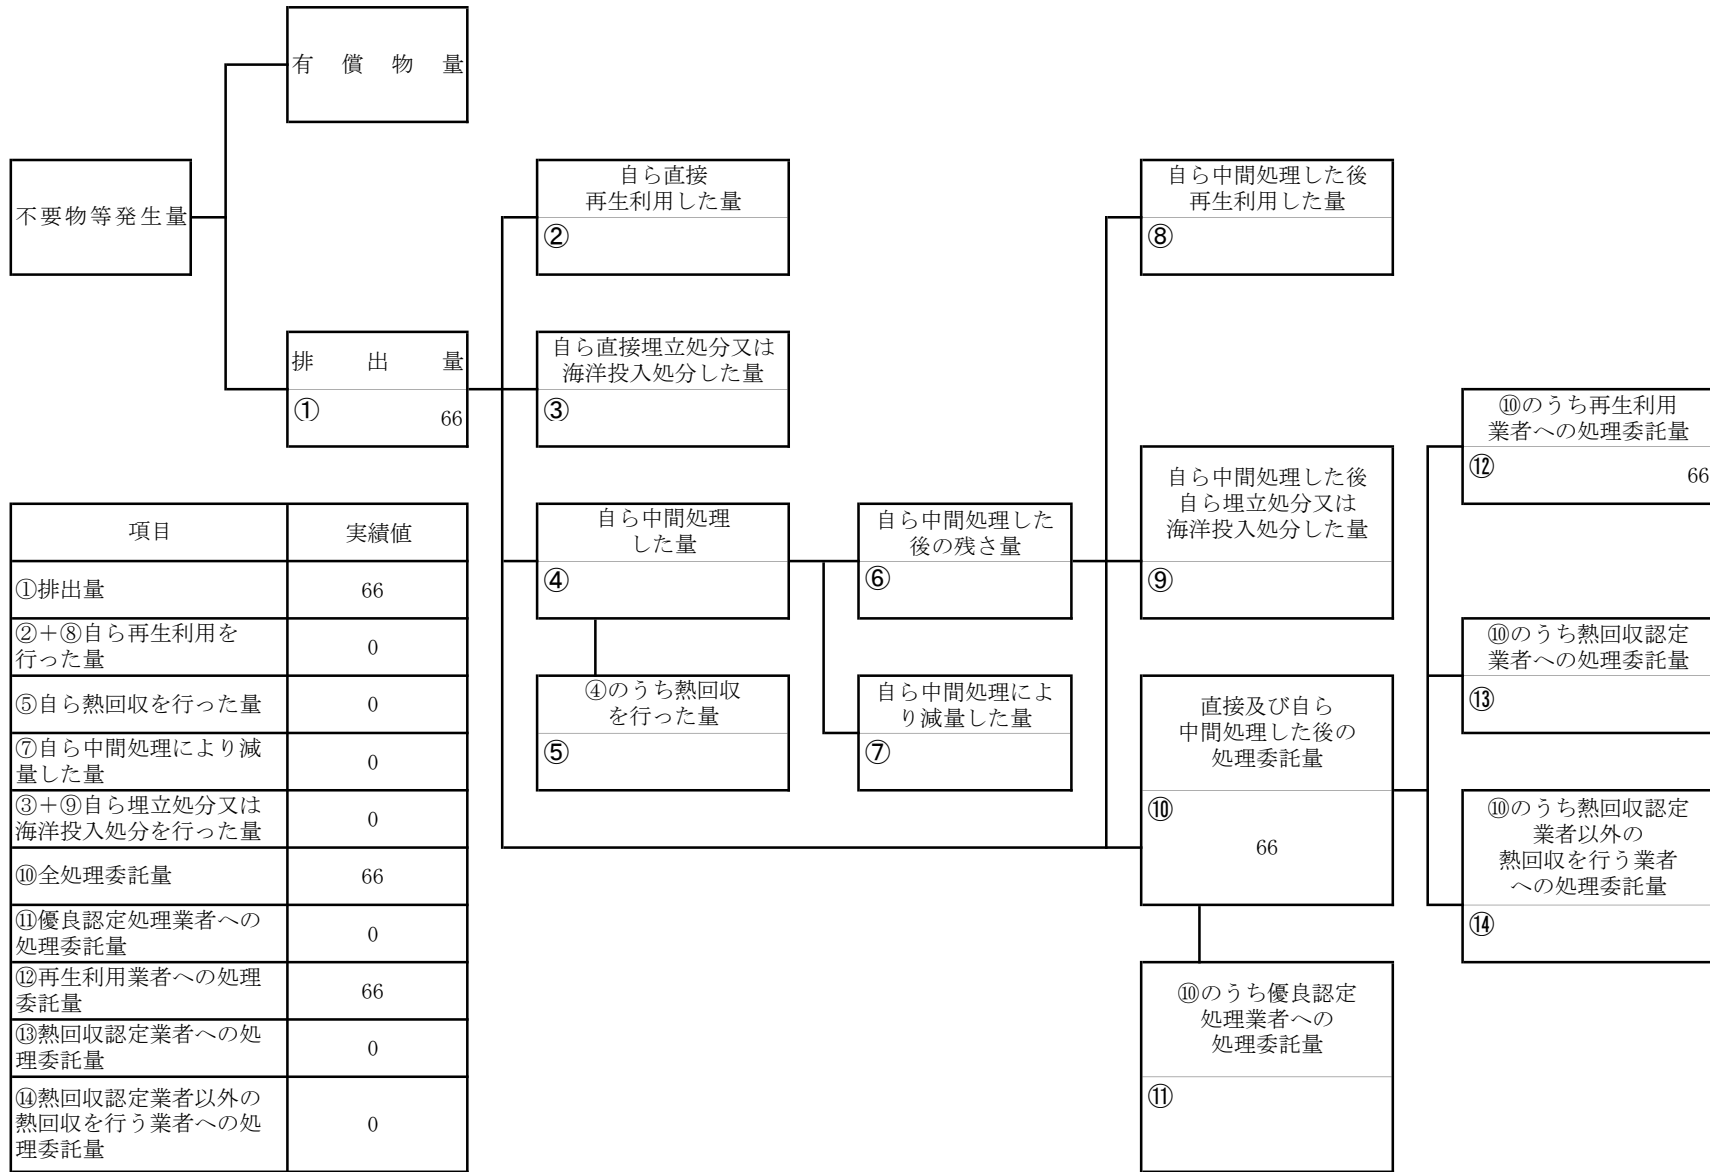 有償物量
不要物等発生量
排出量
①
66
自ら直接
再生利用した量
②
自ら直接埋立処分又は
海洋投入処分した量
③
自ら中間処理
した量
④
④のうち熱回収
を行った量
⑤
自ら中間処理した
後の残さ量
⑥
自ら中間処理によ
り減量した量
⑦
自ら中間処理した後
再生利用した量
⑧
自ら中間処理した後
自ら埋立処分又は
海洋投入処分した量
⑨
直接及び自ら
中間処理した後の
処理委託量
⑩
66
⑩のうち優良認定
処理業者への
処理委託量
⑪
⑩のうち再生利用
業者への処理委託量
⑫
66
⑩のうち熱回収認定
業者への処理委託量
⑬
⑩のうち熱回収認定
業者以外の
熱回収を行う業者
への処理委託量
⑭
項目 実績値
①排出量 66
②+⑧自ら再生利用を
行った量 0
⑤自ら熱回収を行った量 0
⑦自ら中間処理により減
量した量 0
③+⑨自ら埋立処分又は
海洋投入処分を行った量 0
⑩全処理委託量 66
⑪優良認定処理業者への
処理委託量 0
⑫再生利用業者への処理
委託量 66
⑬熱回収認定業者への処
理委託量 0
⑭熱回収認定業者以外の
熱回収を行う業者への処
理委託量 0